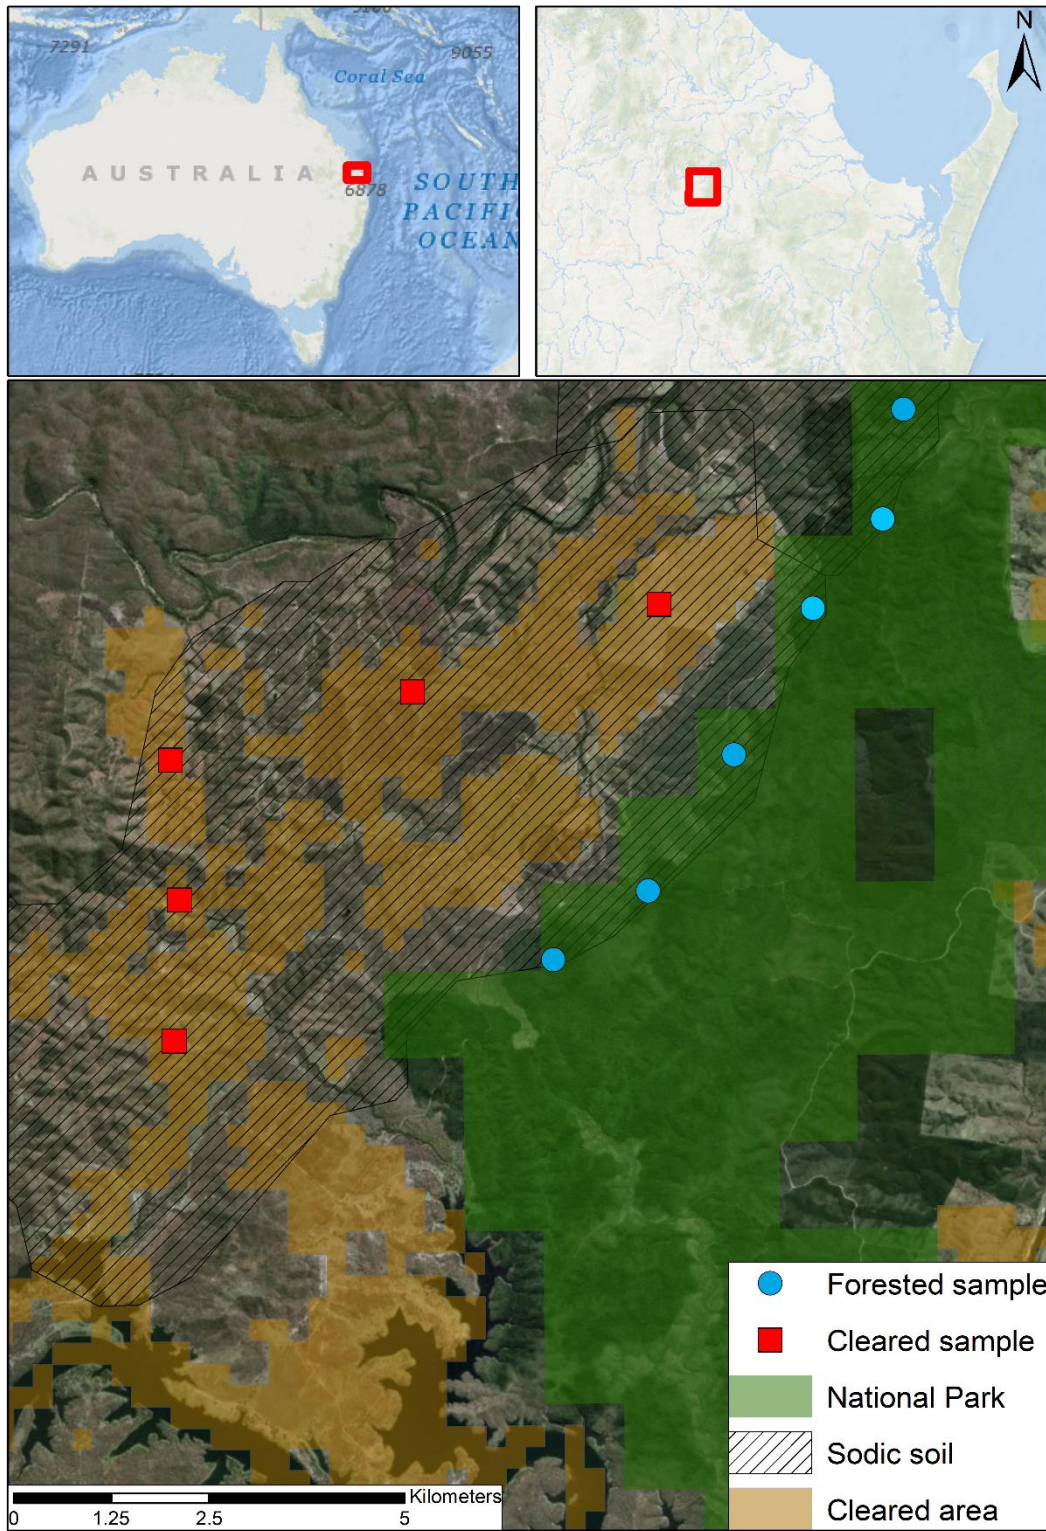 7291
9055
Coral Sea
AUSTRALIA
6878
SOUTH
PACIFI
OCEAN
N
Forested sample
Cleared sample
National Park
Sodic soil
Cleared area
Kilometers
0 1.25 2.5 5